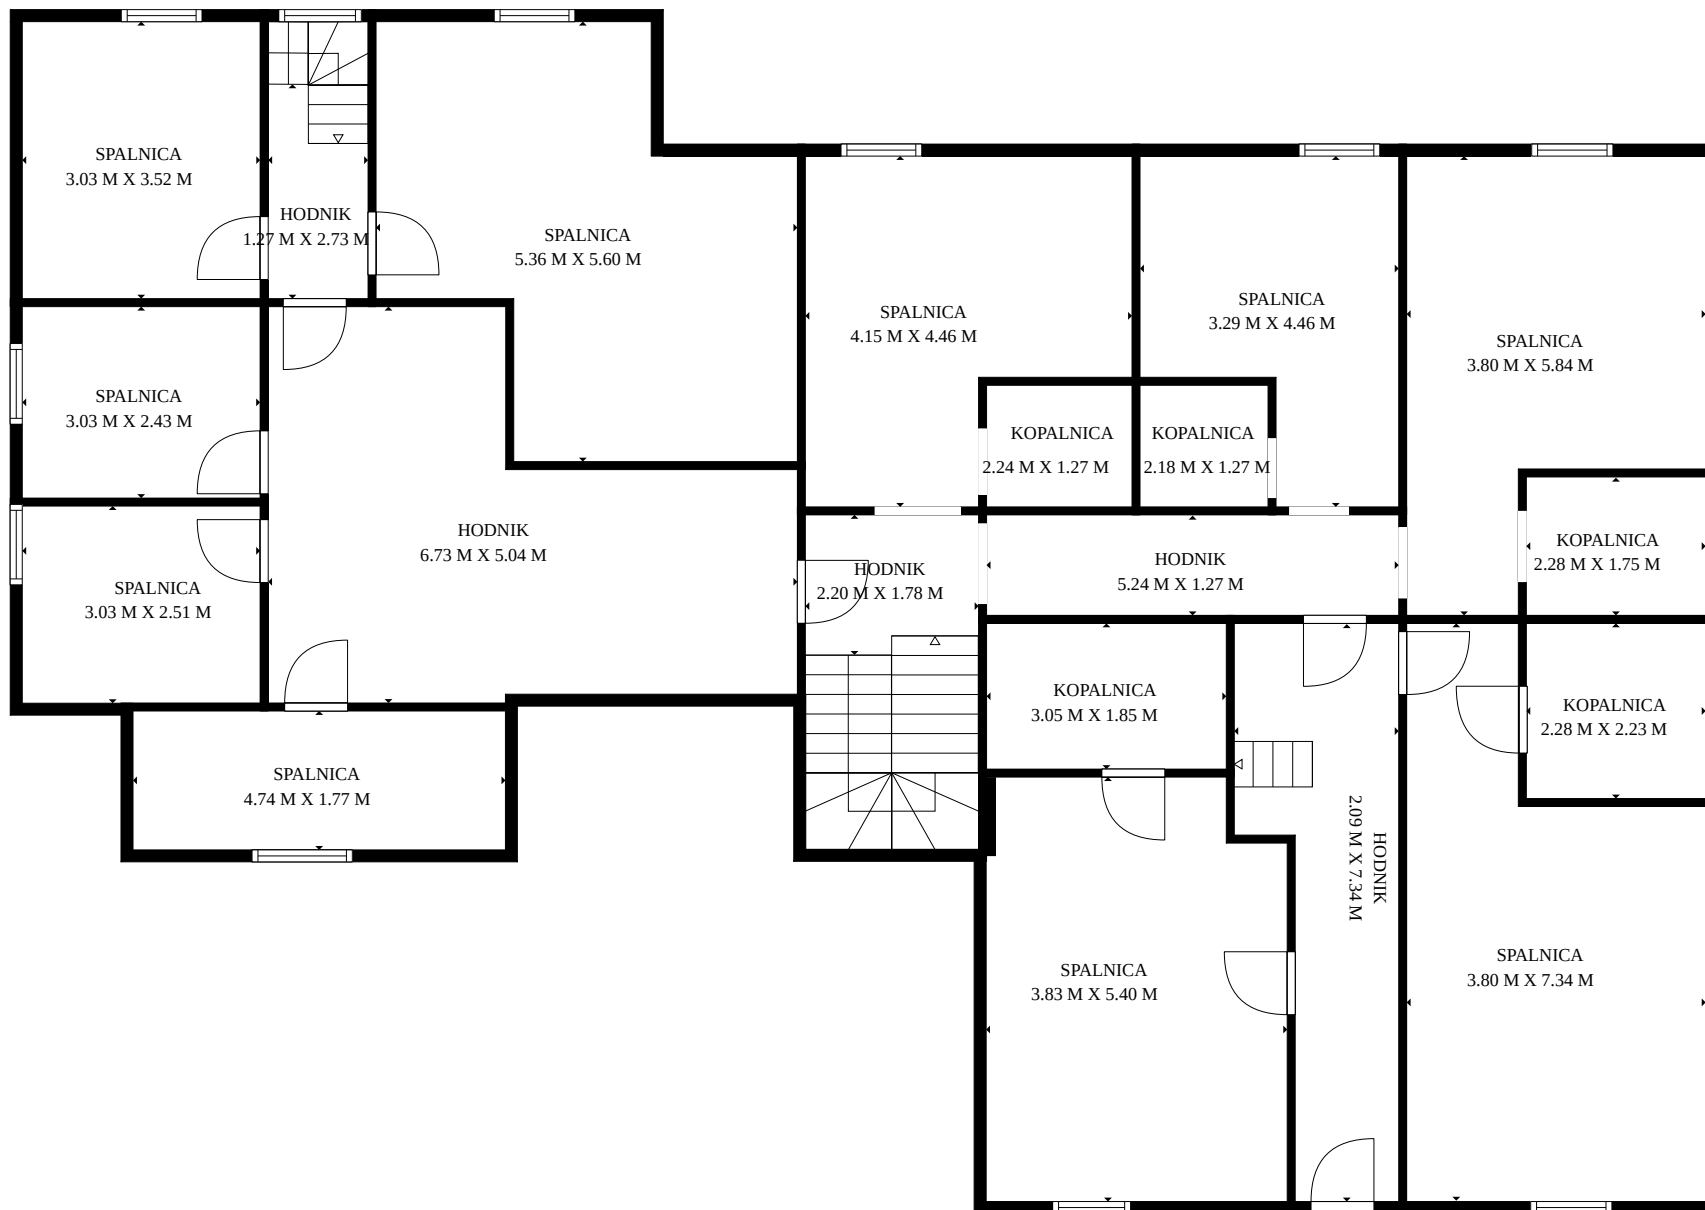 SPALNICA
3.03 M X 3.52 M
HODNIK
1.27 M X 2.73 M
SPALNICA
5.36 M X 5.60 M
SPALNICA
4.15 M X 4.46 M
SPALNICA
3.29 M X 4.46 M
SPALNICA
3.80 M X 5.84 M
SPALNICA
3.03 M X 2.43 M
KOPALNICA
2.24 M X 1.27 M
KOPALNICA
2.18 M X 1.27 M
HODNIK
6.73 M X 5.04 M
HODNIK
2.20 M X 1.78 M
HODNIK
5.24 M X 1.27 M
KOPALNICA
2.28 M X 1.75 M
SPALNICA
3.03 M X 2.51 M
KOPALNICA
3.05 M X 1.85 M
KOPALNICA
2.28 M X 2.23 M
SPALNICA
4.74 M X 1.77 M
HODNIK
2.09 M X 7.34 M
SPALNICA
3.83 M X 5.40 M
SPALNICA
3.80 M X 7.34 M